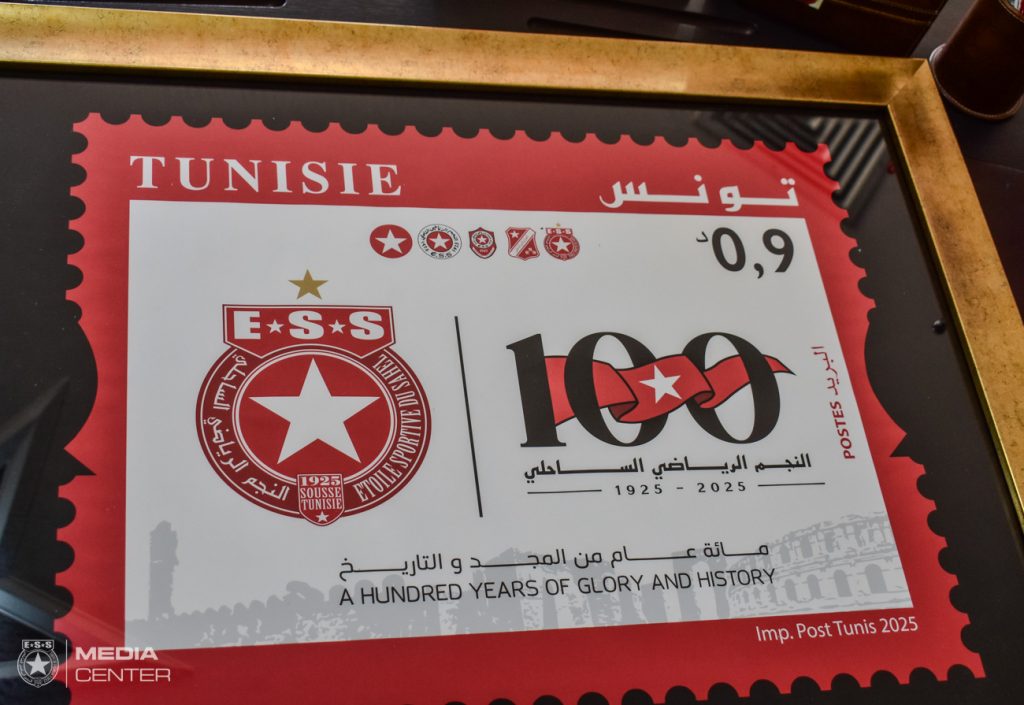 TUNISIE
تونس
E.S.S
E.S.S
0,9 د
E★S★S
النجم الرياضي الساحلي
ETOILE SPORTIVE DU SAHEL
1925
SOUSSE
TUNISIE
100
النجم الرياضي الساحلي
1925 - 2025
POSTES البريد
مائة عام من المجد و التاريخ
A HUNDRED YEARS OF GLORY AND HISTORY
Imp. Post Tunis 2025
E★S★S
MEDIA
CENTER